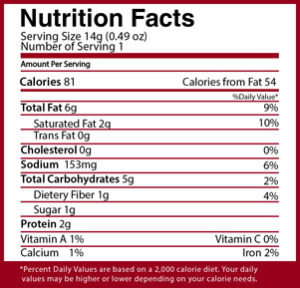 Nutrition Facts
Serving Size 14g (0.49 oz)
Number of Serving 1
Amount Per Serving
Calories 81 Calories from Fat 54
%Daily Value*
Total Fat 6g 9%
Saturated Fat 2g 10%
Trans Fat 0g
Cholesterol 0g 0%
Sodium 153mg 6%
Total Carbohydrates 5g 2%
Dietery Fiber 1g 4%
Sugar 1g
Protein 2g
Vitamin A 1% Vitamin C 0%
Calcium 1% Iron 2%
*Percent Daily Values are based on a 2,000 calorie diet. Your daily
values may be higher or lower depending on your calorie needs.